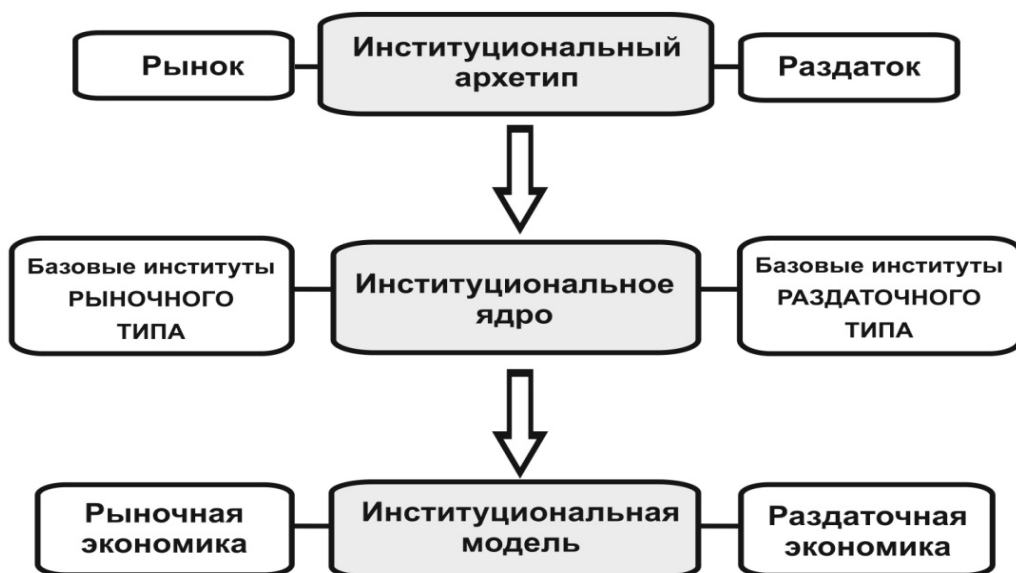 Рынок
Институциональный
архетип
Раздаток
Базовые институты
РЫНОЧНОГО
ТИПА
Институциональное
ядро
Базовые институты
РАЗДАТОЧНОГО
ТИПА
Рыночная
экономика
Институциональная
модель
Раздаточная
экономика